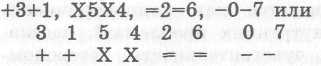 +3+1, X5X4, =2=6, –0–7 или
3 1 5 4 2 6 0 7
+ + X X = = – –